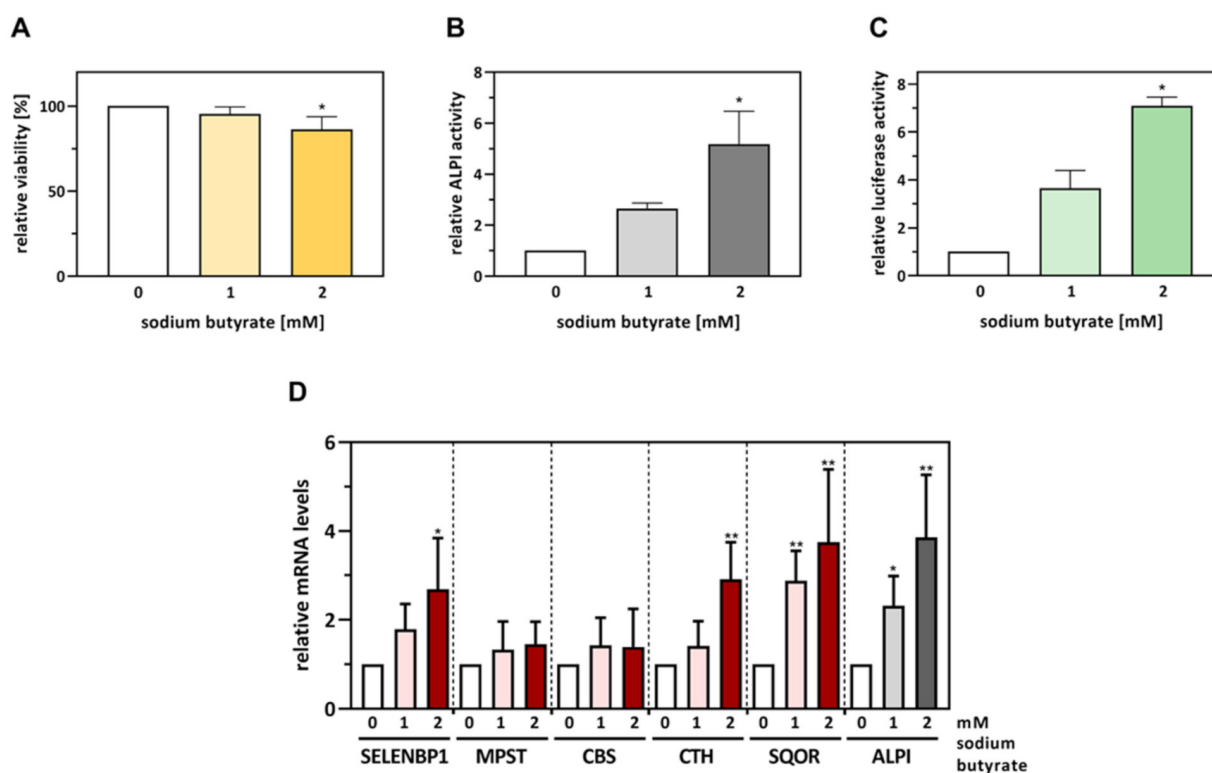 A
relative viability [%]
100
50
0
0 1 2
sodium butyrate [mM]
*
B
relative ALPI activity
8
6
4
2
0
0 1 2
sodium butyrate [mM]
*
C
relative luciferase activity
8
6
4
2
0
0 1 2
sodium butyrate [mM]
*
D
relative mRNA levels
6
4
2
0
* ** ** ** * **
0 1 2 0 1 2 0 1 2 0 1 2 0 1 2 0 1 2 mM
SELENBP1 MPST CBS CTH SQOR ALPI sodium
butyrate